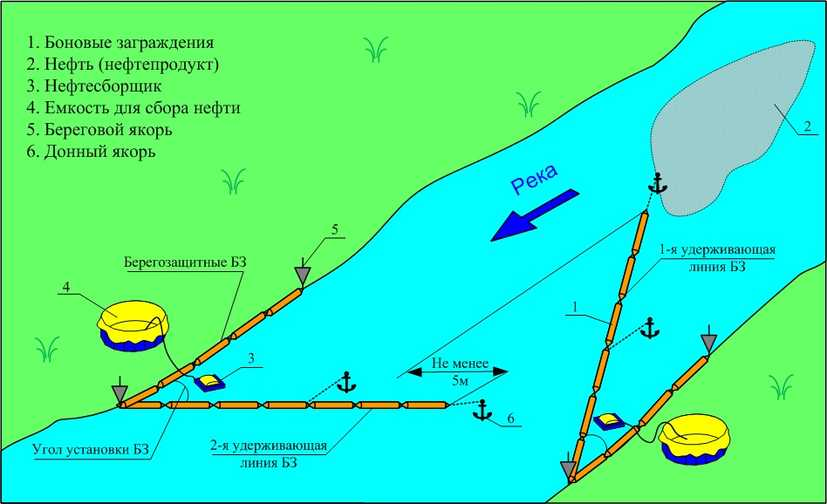 1. Боновые заграждения
2. Нефть (нефтепродукт)
3. Нефтесборщик
4. Емкость для сбора нефти
5. Береговой якорь
6. Донный якорь
2
Река
5
1-я удерживающая
линия БЗ
Берегозащитные БЗ
4
1
3
Не менее
5м
6
Угол установки БЗ
2-я удерживающая
линия БЗ